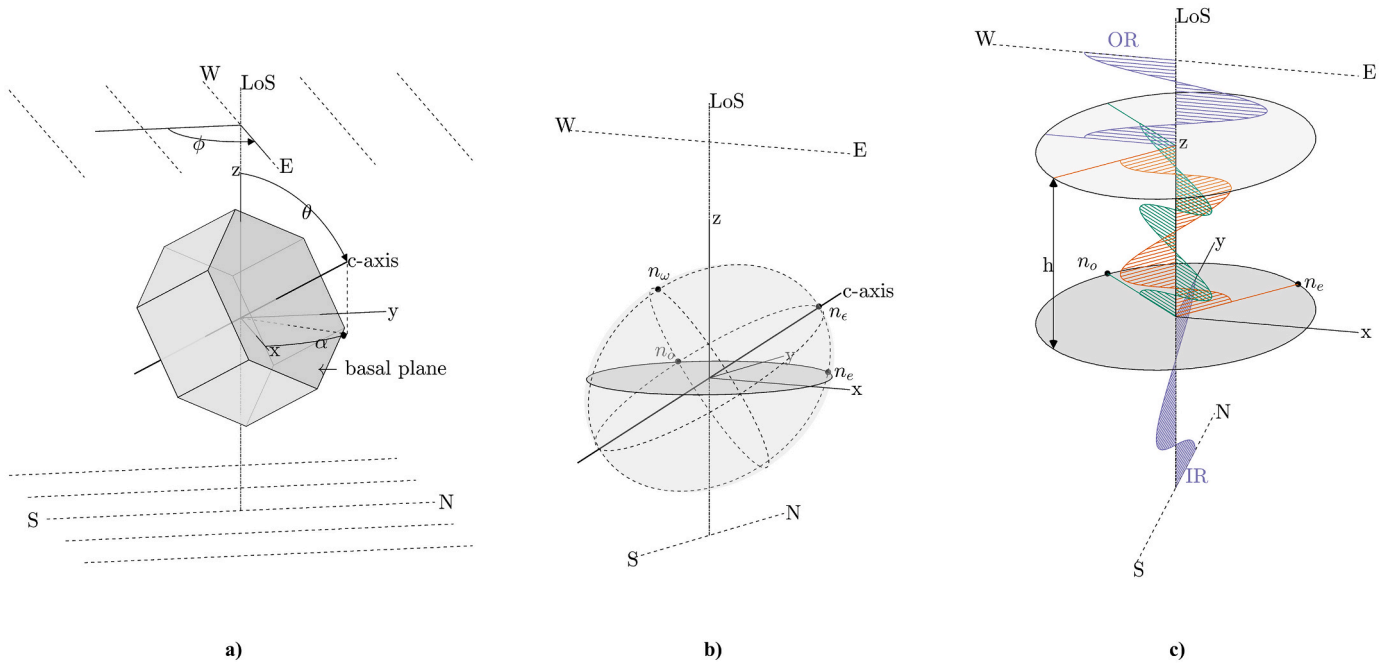 W
LoS
ϕ
E
z
θ
c-axis
y
x
α
← basal plane
N
S
a)
LoS
W
E
z
n_ω
c-axis
n_ϵ
n_o
y
n_e
x
N
S
b)
LoS
W
OR
E
z
y
n_o
h
n_e
x
N
IR
S
c)